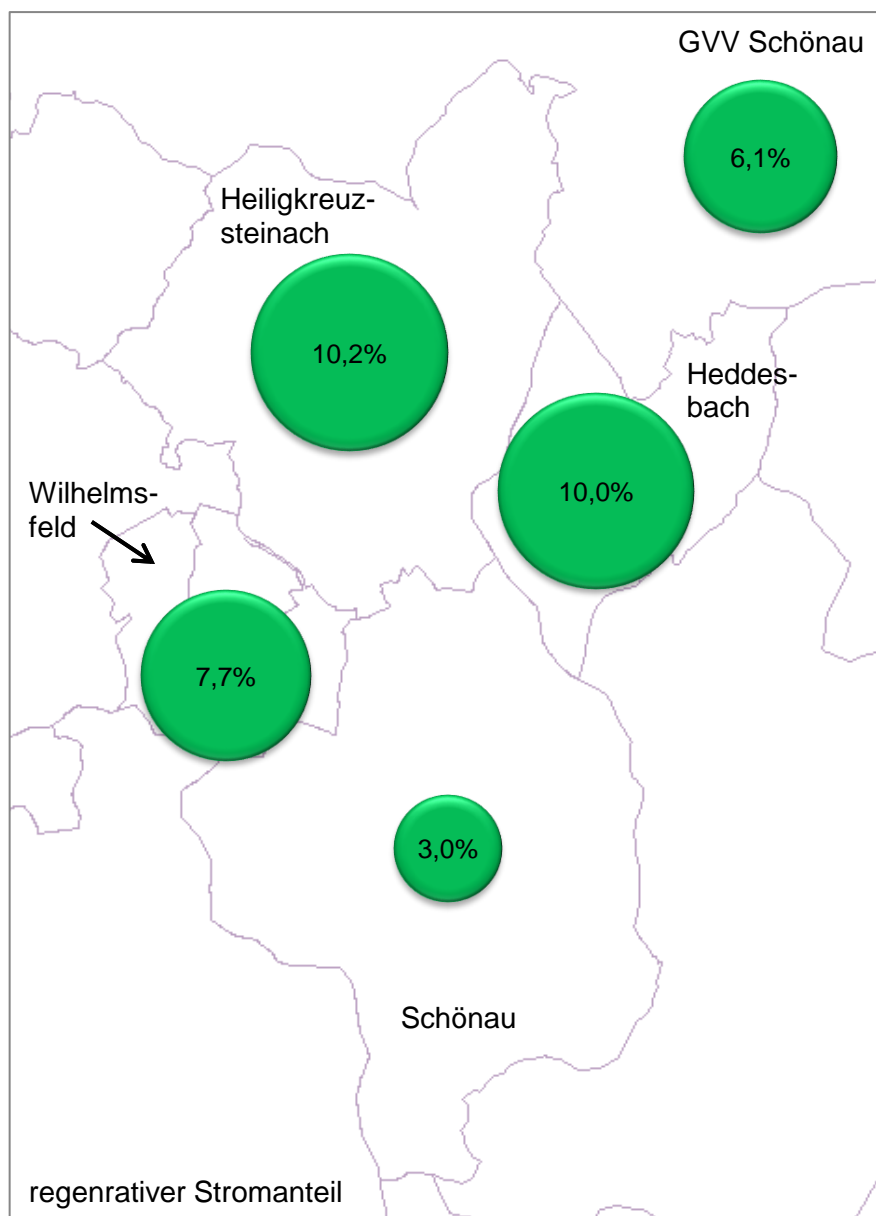 GVV Schönau
6,1%
Heiligkreuz-
steinach
10,2%
Heddes-
bach
10,0%
Wilhelms-
feld
7,7%
3,0%
Schönau
regenrativer Stromanteil